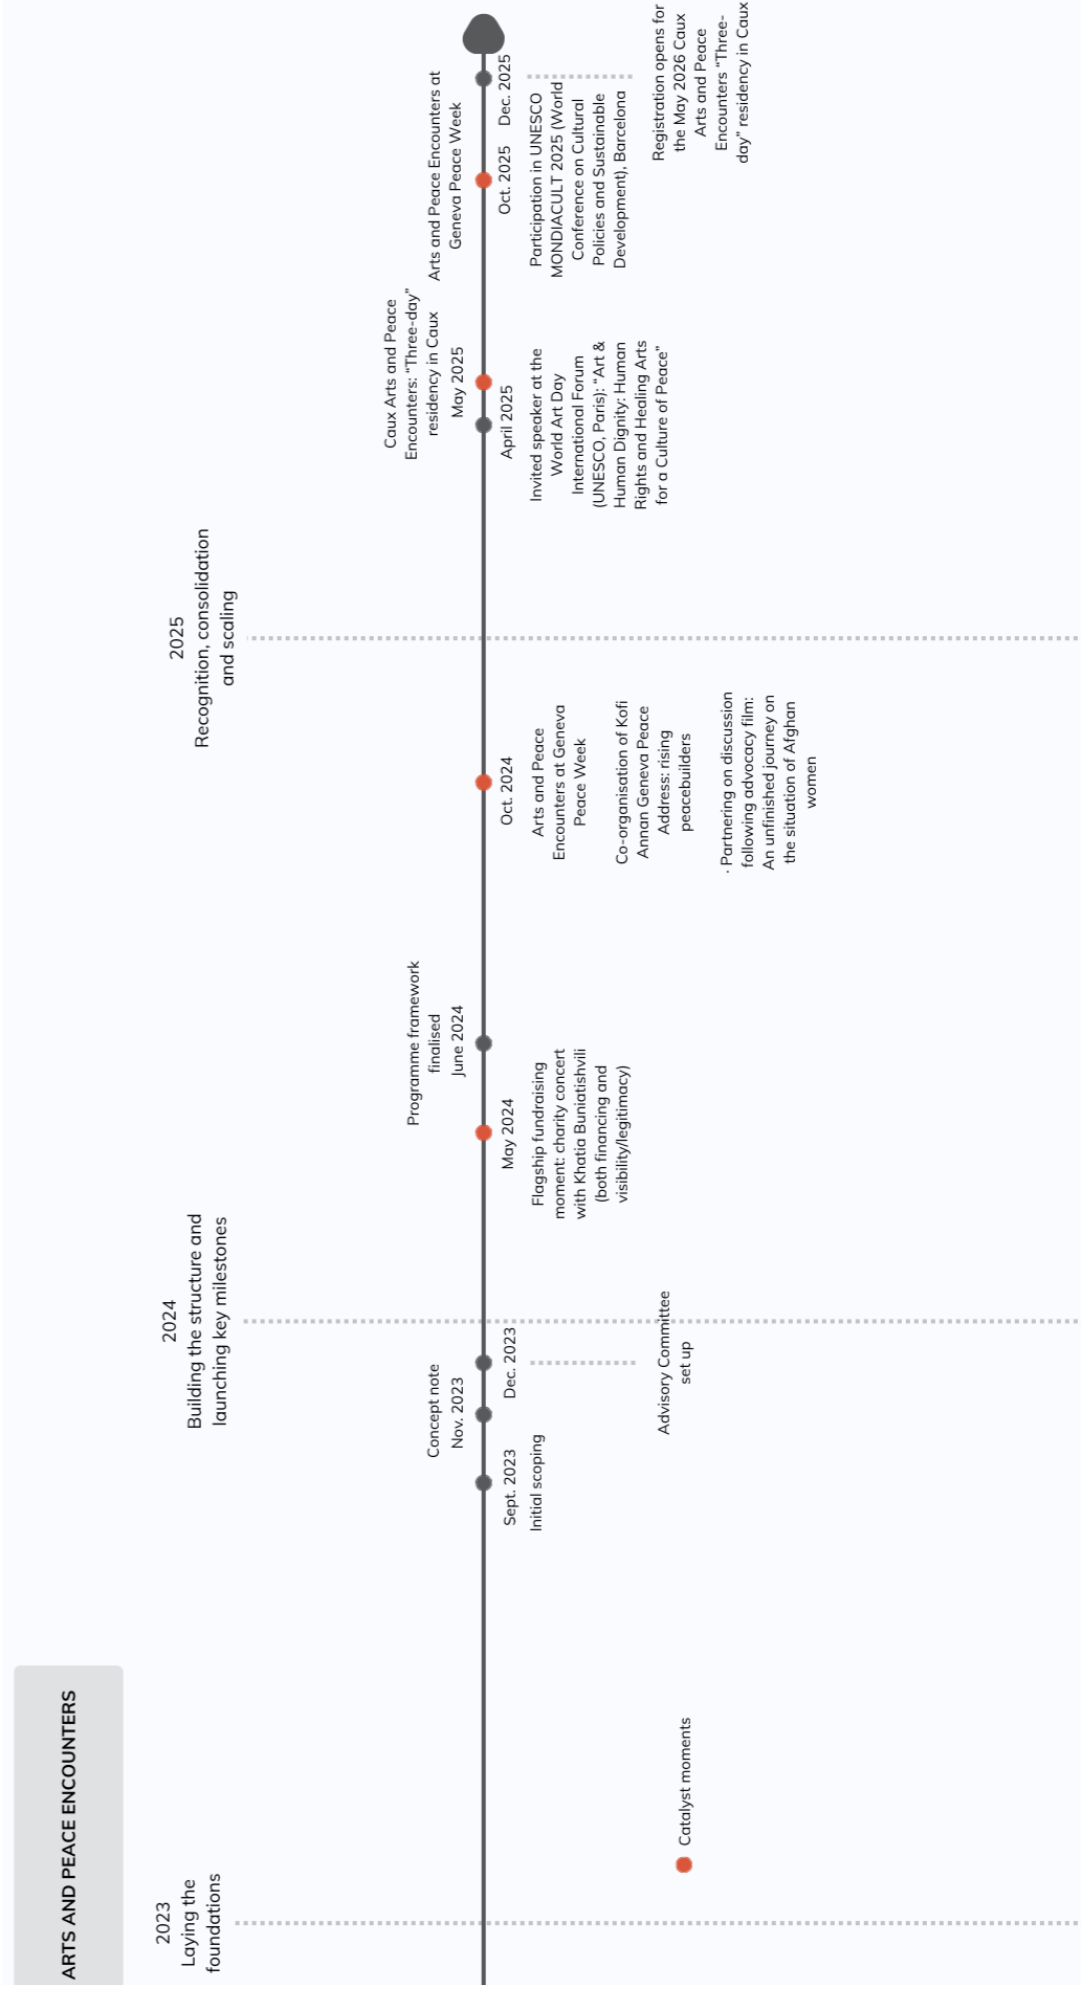 ARTS AND PEACE ENCOUNTERS
2023
Laying the
foundations
Catalyst moments
Sept. 2023
Initial scoping
Concept note
Nov. 2023
Dec. 2023
Advisory Committee
set up
2024
Building the structure and
launching key milestones
May 2024
Flagship fundraising
moment: charity concert
with Khatia Buniatishvili
(both financing and
visibility/legitimacy)
Programme framework
finalised
June 2024
Oct. 2024
Arts and Peace
Encounters at Geneva
Peace Week
Co-organisation of Kofi
Annan Geneva Peace
Address: rising
peacebuilders
· Partnering on discussion
following advocacy film:
An unfinished journey on
the situation of Afghan
women
2025
Recognition, consolidation
and scaling
April 2025
Invited speaker at the
World Art Day
International Forum
(UNESCO, Paris): “Art &
Human Dignity: Human
Rights and Healing Arts
for a Culture of Peace”
Caux Arts and Peace
Encounters: “Three-day”
residency in Caux
May 2025
Arts and Peace Encounters at
Geneva Peace Week
Oct. 2025
Participation in UNESCO
MONDIACULT 2025 (World
Conference on Cultural
Policies and Sustainable
Development), Barcelona
Dec. 2025
Registration opens for
the May 2026 Caux
Arts and Peace
Encounters “Three-
day” residency in Caux